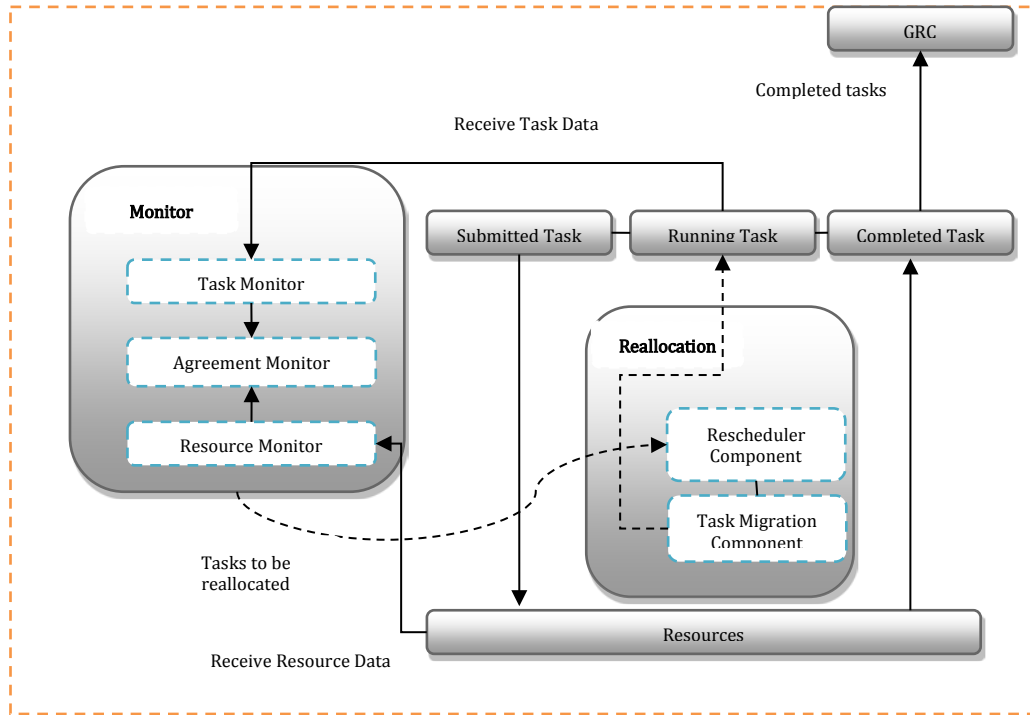 GRC
Completed tasks
Receive Task Data
Monitor
Submitted Task
Running Task
Completed Task
Task Monitor
Agreement Monitor
Resource Monitor
Reallocation
Rescheduler
Component
Task Migration
Component
Tasks to be
reallocated
Resources
Receive Resource Data